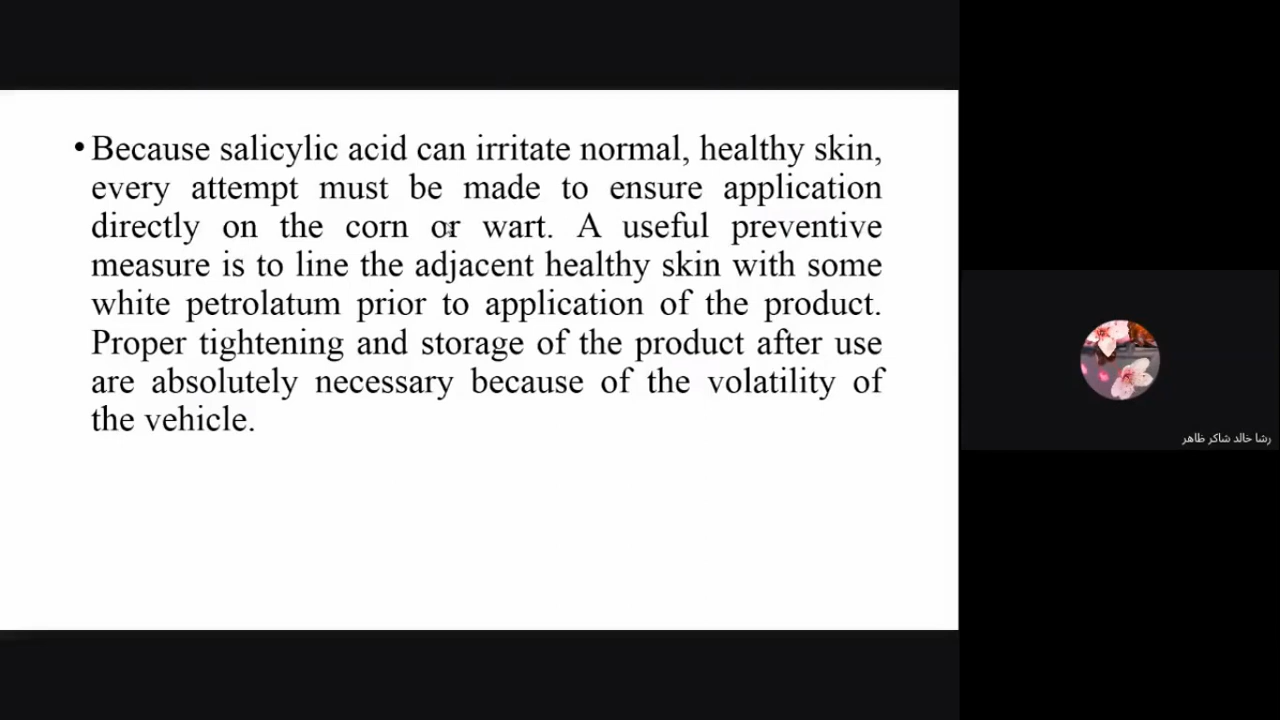 • Because salicylic acid can irritate normal, healthy skin,
every attempt must be made to ensure application
directly on the corn or wart. A useful preventive
measure is to line the adjacent healthy skin with some
white petrolatum prior to application of the product.
Proper tightening and storage of the product after use
are absolutely necessary because of the volatility of
the vehicle.
رشا خالد شاكر ظاهر